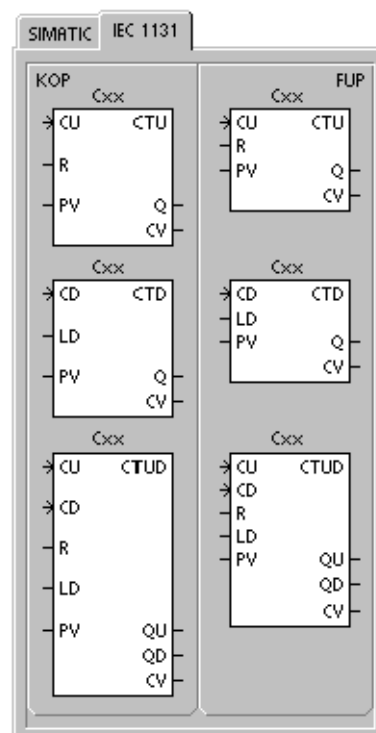 SIMATIC
IEC 1131
KOP
Cxx
CU CTU
R
PV Q
CV
Cxx
CD CTD
LD
PV Q
CV
Cxx
CU CTUD
CD
R
LD
PV QU
QD
CV
FUP
Cxx
CU CTU
R
PV Q
CV
Cxx
CD CTD
LD
PV Q
CV
Cxx
CU CTUD
CD
R
LD
PV QU
QD
CV